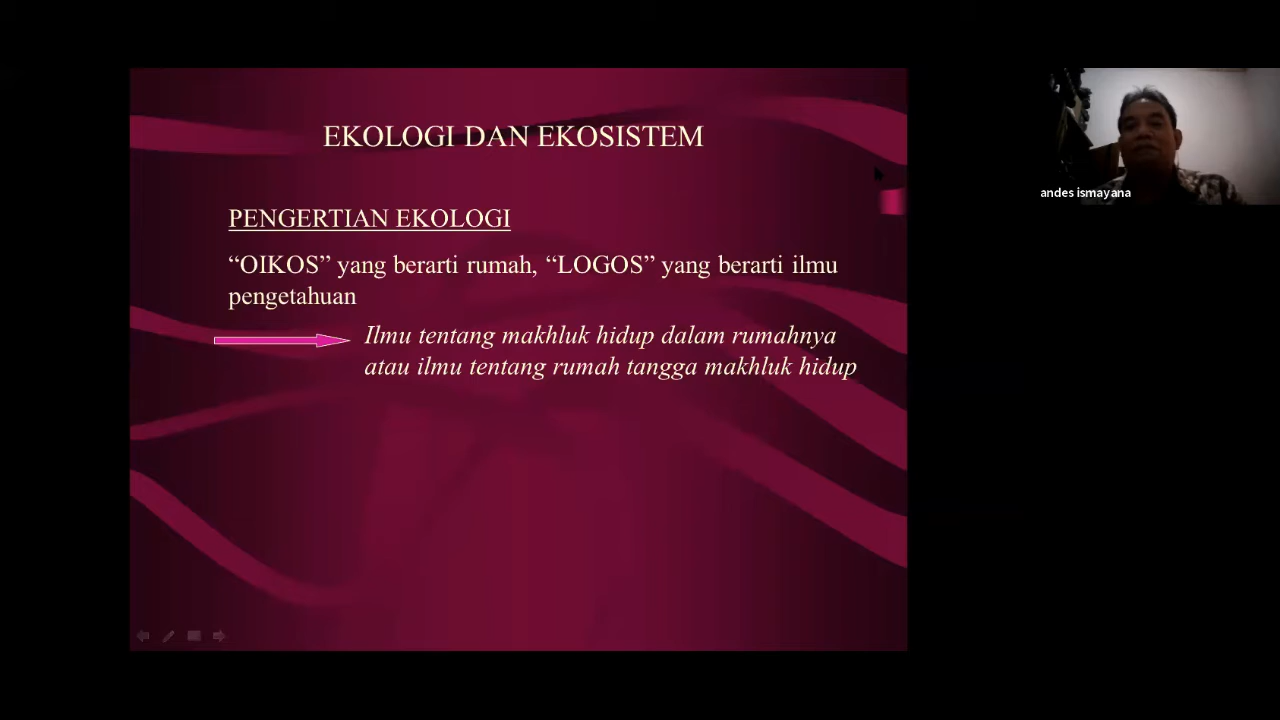 EKOLOGI DAN EKOSISTEM
PENGERTIAN EKOLOGI
“OIKOS” yang berarti rumah, “LOGOS” yang berarti ilmu
pengetahuan
Ilmu tentang makhluk hidup dalam rumahnya
atau ilmu tentang rumah tangga makhluk hidup
andes ismayana